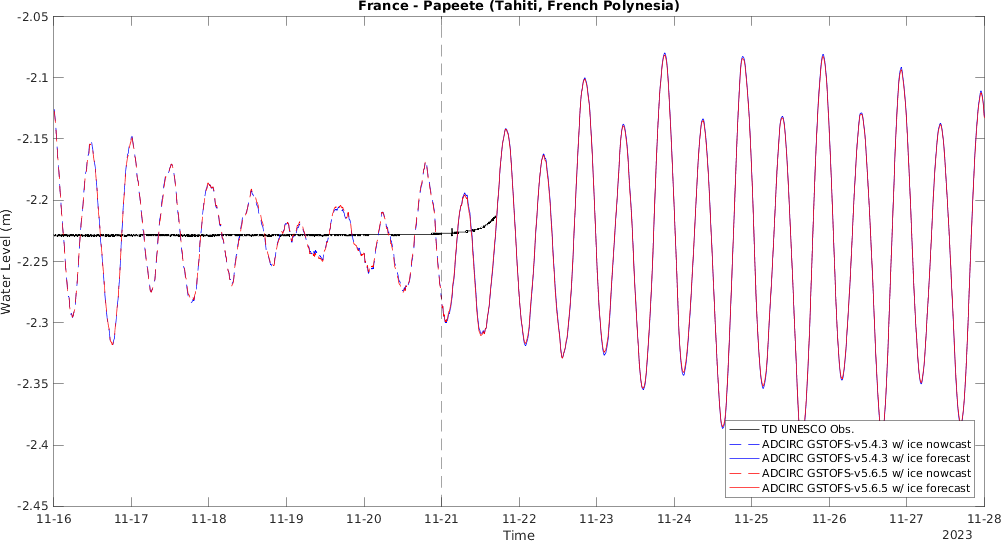 France - Papeete (Tahiti, French Polynesia)
-2.05
-2.1
-2.15
-2.2
-2.25
-2.3
-2.35
-2.4
-2.45
Water Level (m)
TD UNESCO Obs.
ADCIRC GSTOFS-v5.4.3 w/ ice nowcast
ADCIRC GSTOFS-v5.4.3 w/ ice forecast
ADCIRC GSTOFS-v5.6.5 w/ ice nowcast
ADCIRC GSTOFS-v5.6.5 w/ ice forecast
11-16 11-17 11-18 11-19 11-20 11-21 11-22 11-23 11-24 11-25 11-26 11-27 11-28
Time
2023